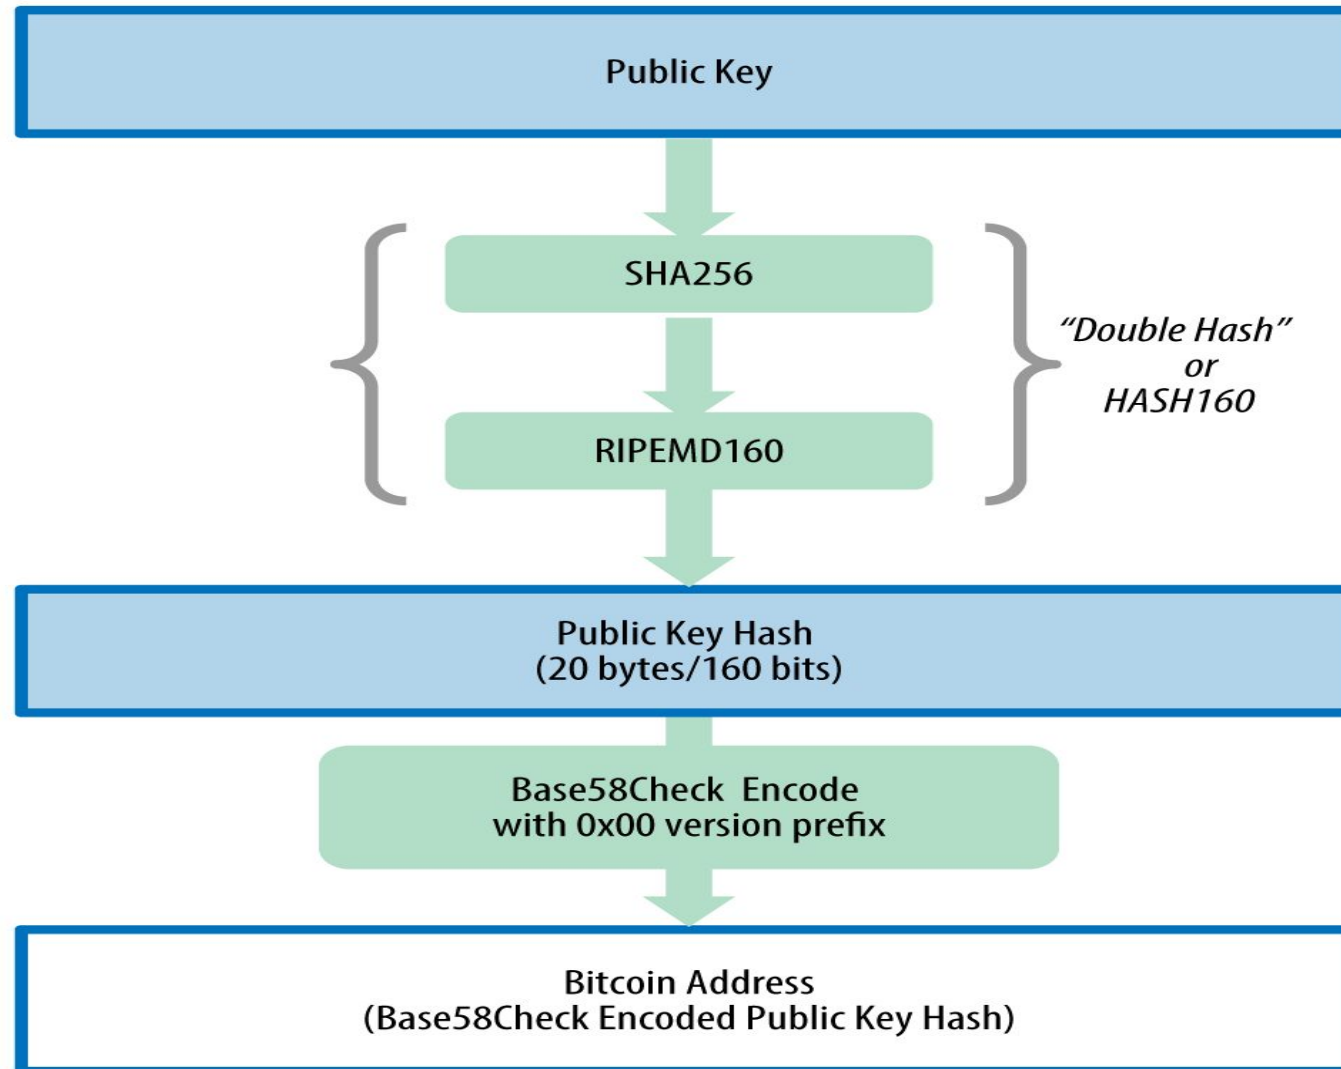 Public Key
SHA256
RIPEMD160
“Double Hash”
or
HASH160
Public Key Hash
(20 bytes/160 bits)
Base58Check Encode
with 0x00 version prefix
Bitcoin Address
(Base58Check Encoded Public Key Hash)